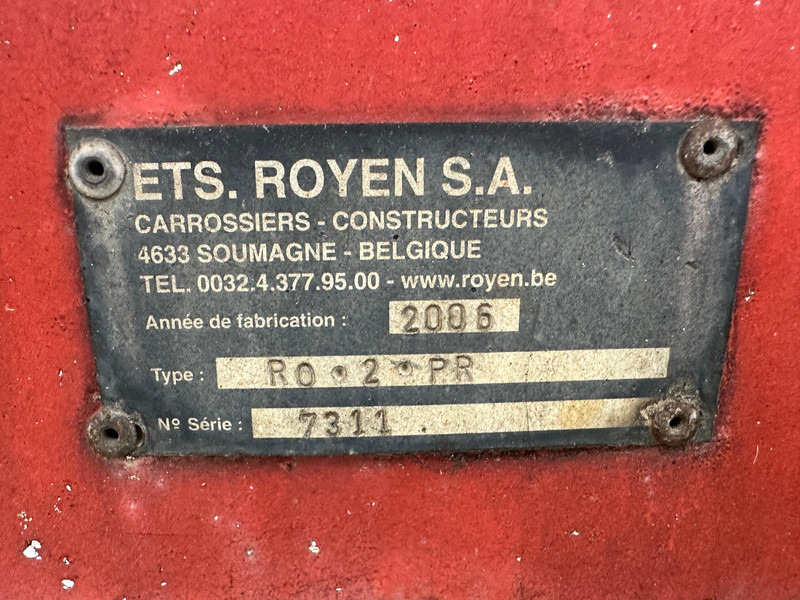 ETS. ROYEN S.A.
CARROSSIERS - CONSTRUCTEURS
4633 SOUMAGNE - BELGIQUE
TEL. 0032.4.377.95.00 - www.royen.be
Année de fabrication : 2006
Type : RO•2•PR
Nº Série : 7311